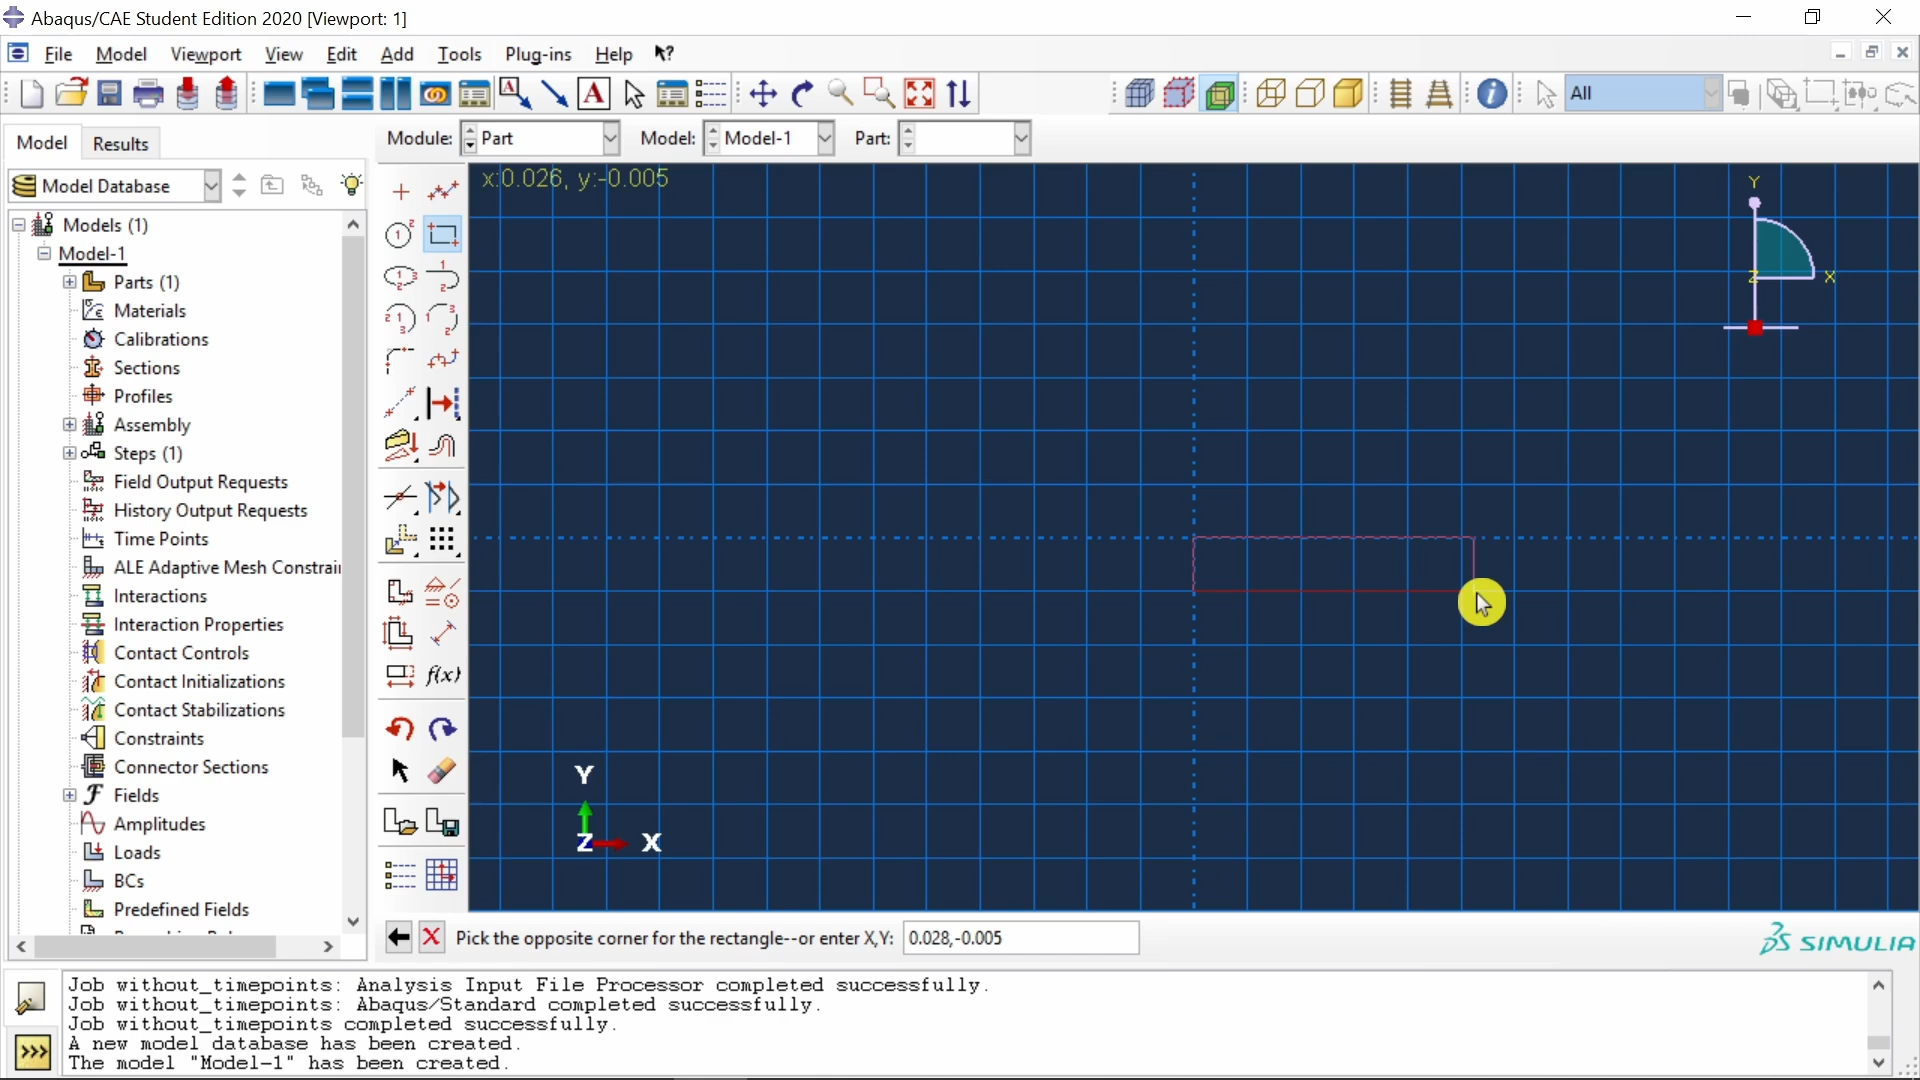 Abaqus/CAE Student Edition 2020 [Viewport: 1]
File Model Viewport View Edit Add Tools Plug-ins Help
All
Model Results
Module: Part Model: Model-1 Part:
Model Database
x:0.026, y:-0.005
Models (1)
Model-1
Parts (1)
Materials
Calibrations
Sections
Profiles
Assembly
Steps (1)
Field Output Requests
History Output Requests
Time Points
ALE Adaptive Mesh Constrai
Interactions
Interaction Properties
Contact Controls
Contact Initializations
Contact Stabilizations
Constraints
Connector Sections
Fields
Amplitudes
Loads
BCs
Predefined Fields
Y
Z X
Y
Z X
Pick the opposite corner for the rectangle--or enter X,Y: 0.028,-0.005
SIMULIA
Job without_timepoints: Analysis Input File Processor completed successfully.
Job without_timepoints: Abaqus/Standard completed successfully.
Job without_timepoints completed successfully.
A new model database has been created.
The model "Model-1" has been created.